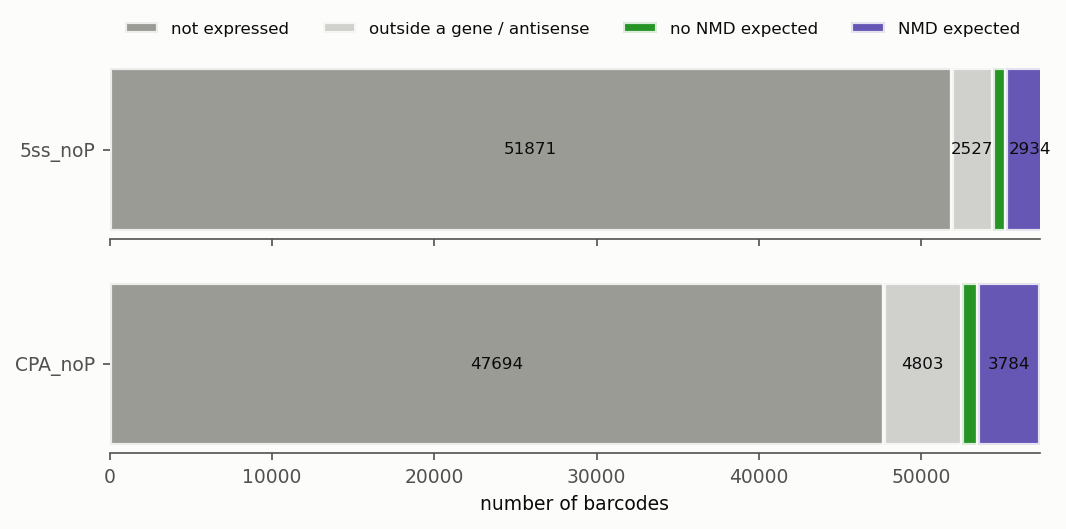 not expressed outside a gene / antisense no NMD expected NMD expected
5ss_noP 51871 2527 2934
CPA_noP 47694 4803 3784
0 10000 20000 30000 40000 50000
number of barcodes